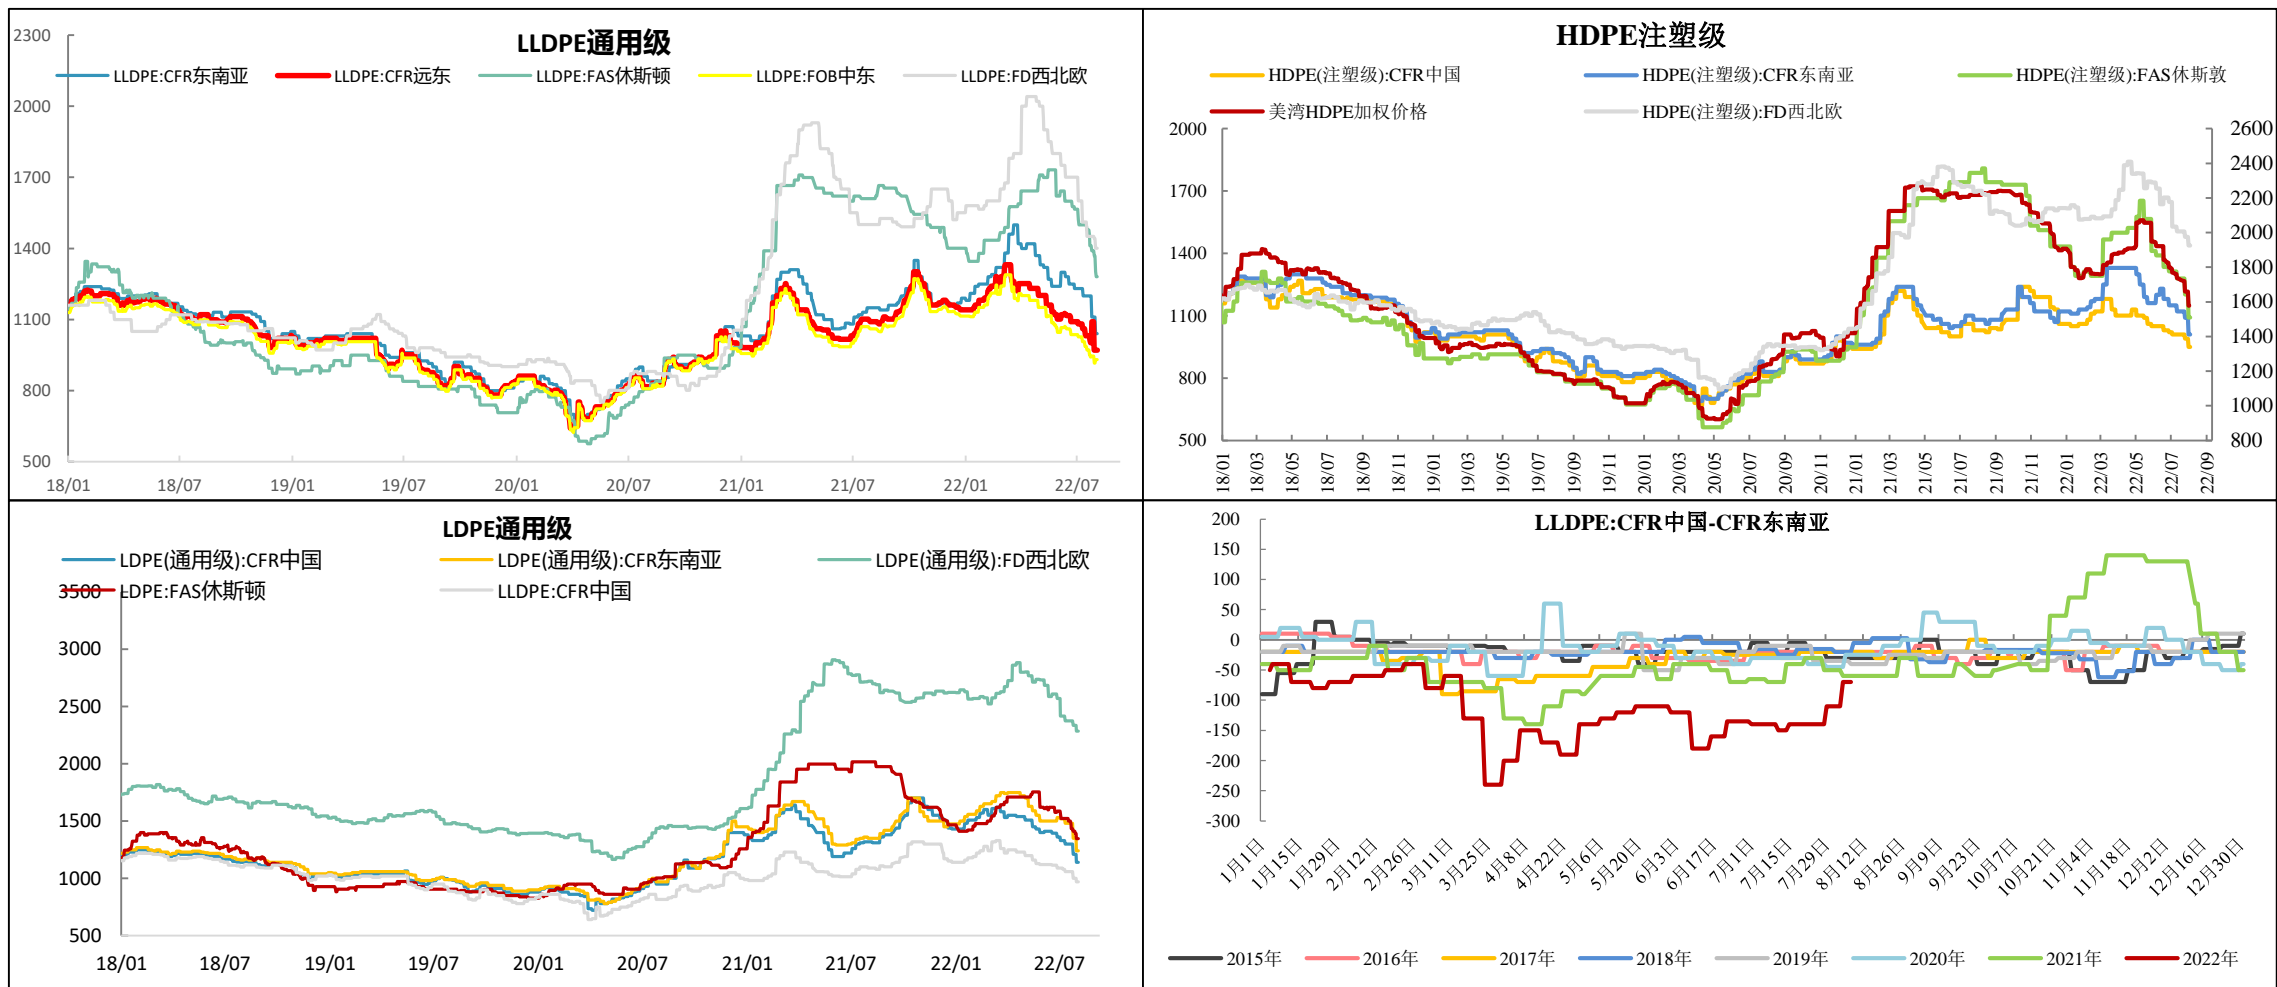 LLDPE通用级
LLDPE:CFR东南亚 LLDPE:CFR远东 LLDPE:FAS休斯顿 LLDPE:FOB中东 LLDPE:FD西北欧
2300
2000
1700
1400
1100
800
500
18/01 18/07 19/01 19/07 20/01 20/07 21/01 21/07 22/01 22/07
HDPE注塑级
HDPE(注塑级):CFR中国 HDPE(注塑级):CFR东南亚 HDPE(注塑级):FAS休斯敦
美湾HDPE加权价格 HDPE(注塑级):FD西北欧
2000
1700
1400
1100
800
500
2600
2400
2200
2000
1800
1600
1400
1200
1000
800
18/01 18/03 18/05 18/07 18/09 18/11 19/01 19/03 19/05 19/07 19/09 19/11 20/01 20/03 20/05 20/07 20/09 20/11 21/01 21/03 21/05 21/07 21/09 21/11 22/01 22/03 22/05 22/07 22/09
LDPE通用级
LDPE(通用级):CFR中国 LDPE(通用级):CFR东南亚 LDPE(通用级):FD西北欧
LDPE:FAS休斯顿 LLDPE:CFR中国
3500
3000
2500
2000
1500
1000
500
18/01 18/07 19/01 19/07 20/01 20/07 21/01 21/07 22/01 22/07
LLDPE:CFR中国-CFR东南亚
200
150
100
50
0
-50
-100
-150
-200
-250
-300
1月1日 1月15日 1月29日 2月12日 2月26日 3月11日 3月25日 4月8日 4月22日 5月6日 5月20日 6月3日 6月17日 7月1日 7月15日 7月29日 8月12日 8月26日 9月9日 9月23日 10月7日 10月21日 11月4日 11月18日 12月2日 12月16日 12月30日
2015年 2016年 2017年 2018年 2019年 2020年 2021年 2022年